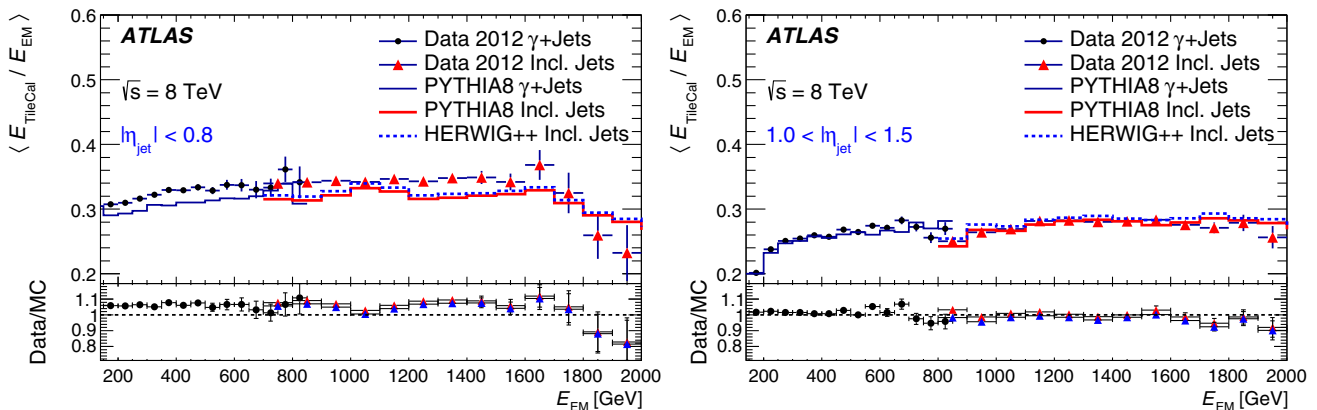 ⟨ E_TileCal / E_EM ⟩
0.6
0.5
0.4
0.3
0.2
ATLAS
√s = 8 TeV
|η_jet| < 0.8
Data 2012 γ+Jets
Data 2012 Incl. Jets
PYTHIA8 γ+Jets
PYTHIA8 Incl. Jets
HERWIG++ Incl. Jets
Data/MC
1.1
1
0.9
0.8
200 400 600 800 1000 1200 1400 1600 1800 2000
E_EM [GeV]
⟨ E_TileCal / E_EM ⟩
0.6
0.5
0.4
0.3
0.2
ATLAS
√s = 8 TeV
1.0 < |η_jet| < 1.5
Data 2012 γ+Jets
Data 2012 Incl. Jets
PYTHIA8 γ+Jets
PYTHIA8 Incl. Jets
HERWIG++ Incl. Jets
Data/MC
1.1
1
0.9
0.8
200 400 600 800 1000 1200 1400 1600 1800 2000
E_EM [GeV]